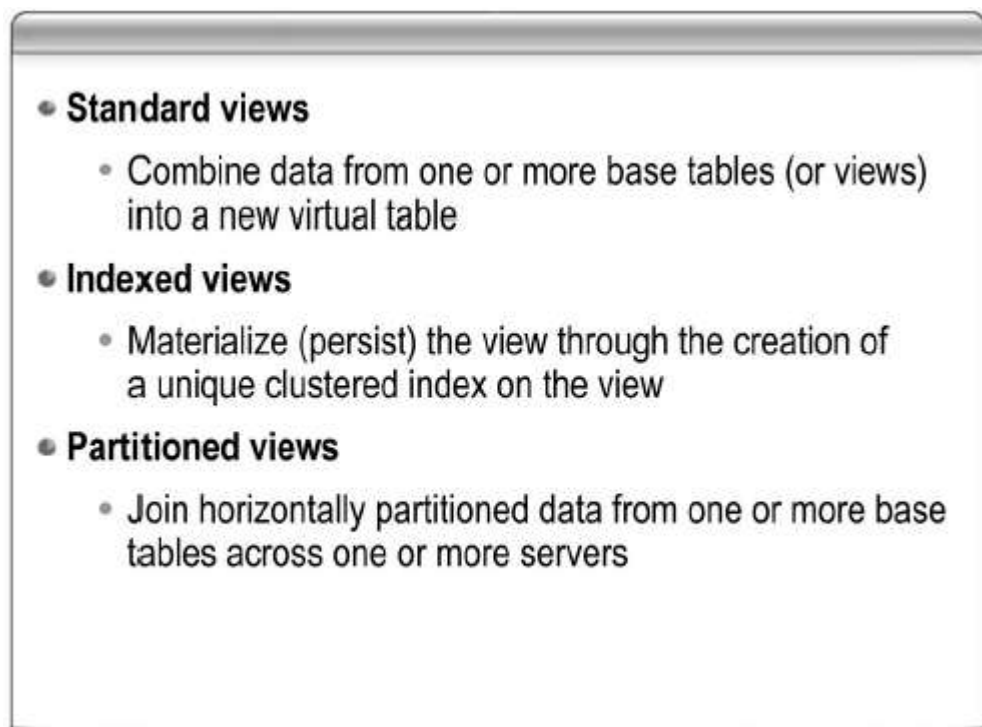 Standard views
Combine data from one or more base tables (or views)
into a new virtual table
Indexed views
Materialize (persist) the view through the creation of
a unique clustered index on the view
Partitioned views
Join horizontally partitioned data from one or more base
tables across one or more servers